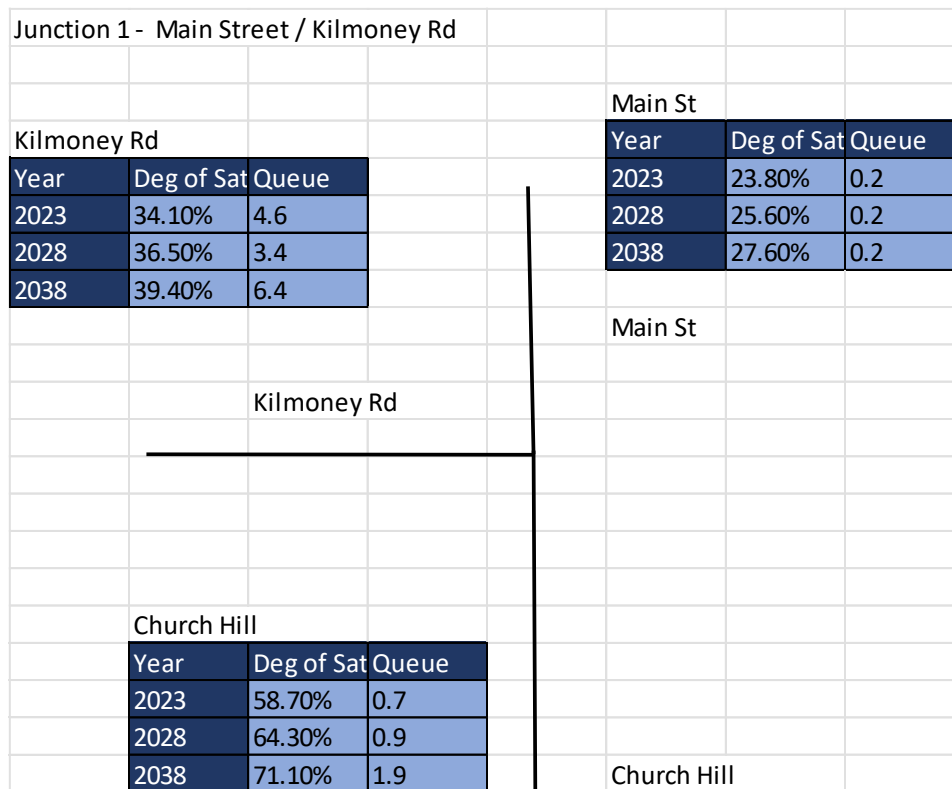 Junction 1 - Main Street / Kilmoney Rd
Main St
Year Deg of Sat Queue
2023 23.80% 0.2
2028 25.60% 0.2
2038 27.60% 0.2
Kilmoney Rd
Year Deg of Sat Queue
2023 34.10% 4.6
2028 36.50% 3.4
2038 39.40% 6.4
Main St
Kilmoney Rd
Church Hill
Year Deg of Sat Queue
2023 58.70% 0.7
2028 64.30% 0.9
2038 71.10% 1.9
Church Hill